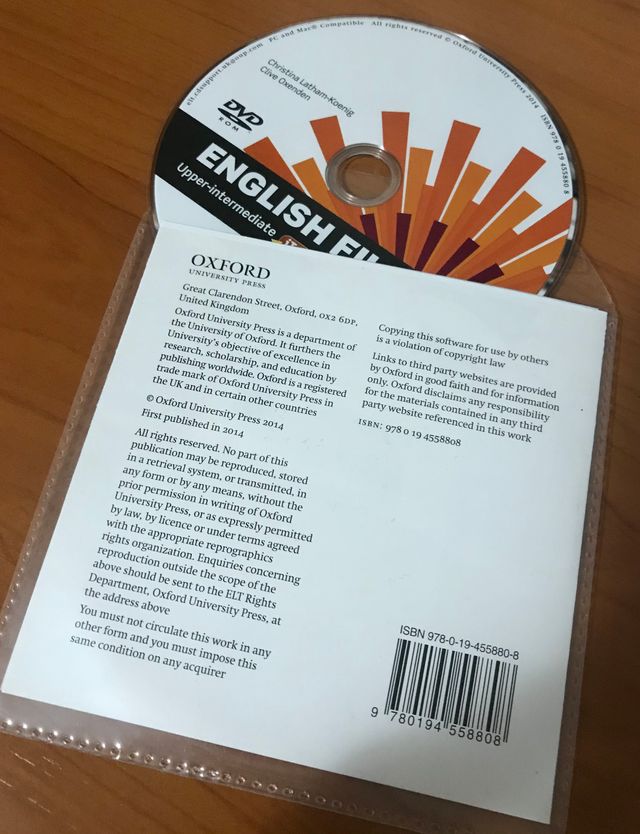 elt.cdsupport.uk@oup.com PC and Mac® Compatible All rights reserved © Oxford University Press 2014 ISBN 978 0 19 455880 8
Christina Latham-Koenig
Clive Oxenden
DVD
ROM
ENGLISH FI
Upper-intermediate
OXFORD
UNIVERSITY PRESS
Great Clarendon Street, Oxford, OX2 6DP,
United Kingdom
Oxford University Press is a department of
the University of Oxford. It furthers the
University's objective of excellence in
research, scholarship, and education by
publishing worldwide. Oxford is a registered
trade mark of Oxford University Press in
the UK and in certain other countries
© Oxford University Press 2014
First published in 2014
All rights reserved. No part of this
publication may be reproduced, stored
in a retrieval system, or transmitted, in
any form or by any means, without the
prior permission in writing of Oxford
University Press, or as expressly permitted
by law, by licence or under terms agreed
with the appropriate reprographics
rights organization. Enquiries concerning
reproduction outside the scope of the
above should be sent to the ELT Rights
Department, Oxford University Press, at
the address above
You must not circulate this work in any
other form and you must impose this
same condition on any acquirer
Copying this software for use by others
is a violation of copyright law
Links to third party websites are provided
by Oxford in good faith and for information
only. Oxford disclaims any responsibility
for the materials contained in any third
party website referenced in this work
ISBN: 978 0 19 4558808
ISBN 978-0-19-455880-8
9 780194 558808